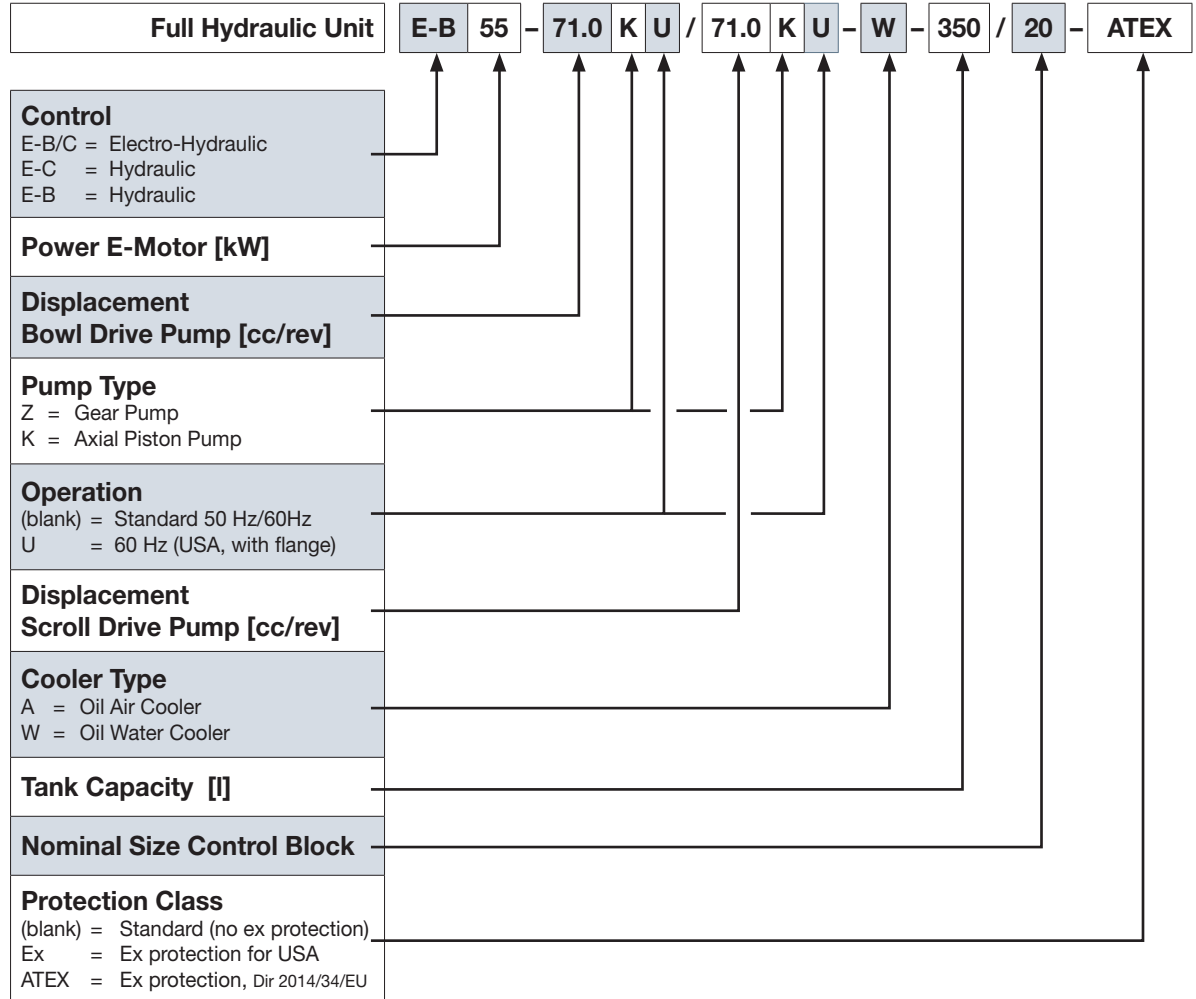 Full Hydraulic Unit E-B 55 – 71.0 K U / 71.0 K U – W – 350 / 20 – ATEX
Control
E-B/C = Electro-Hydraulic
E-C = Hydraulic
E-B = Hydraulic
Power E-Motor [kW]
Displacement
Bowl Drive Pump [cc/rev]
Pump Type
Z = Gear Pump
K = Axial Piston Pump
Operation
(blank) = Standard 50 Hz/60Hz
U = 60 Hz (USA, with flange)
Displacement
Scroll Drive Pump [cc/rev]
Cooler Type
A = Oil Air Cooler
W = Oil Water Cooler
Tank Capacity [l]
Nominal Size Control Block
Protection Class
(blank) = Standard (no ex protection)
Ex = Ex protection for USA
ATEX = Ex protection, Dir 2014/34/EU